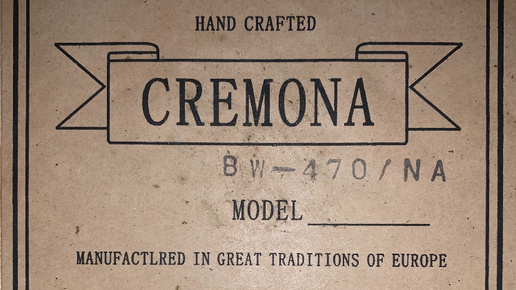 HAND CRAFTED
CREMONA
BW-470/NA
MODEL
MANUFACTLRED IN GREAT TRADITIONS OF EUROPE